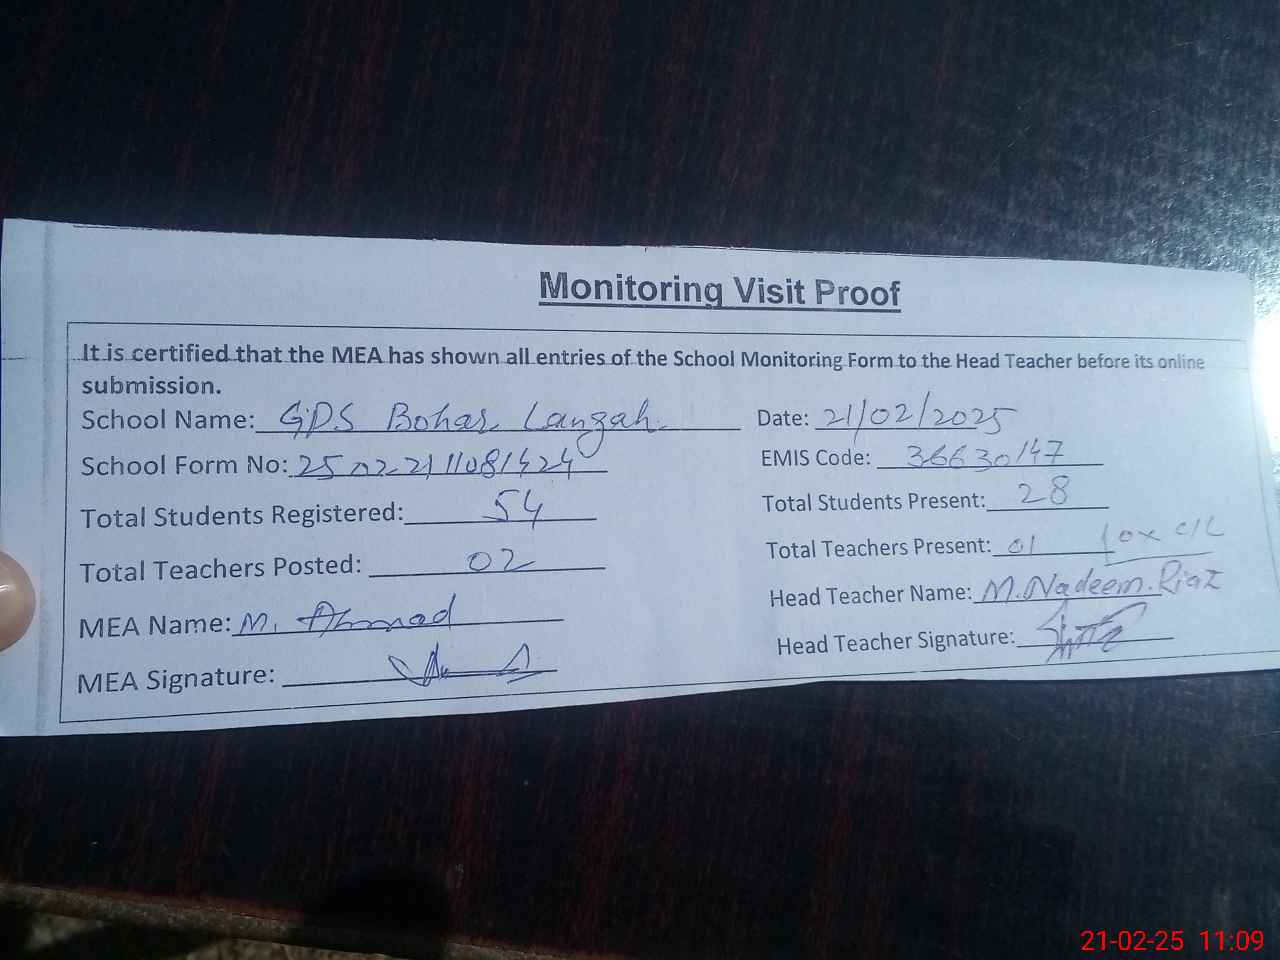 Monitoring Visit Proof
It is certified that the MEA has shown all entries of the School Monitoring Form to the Head Teacher before its online
submission.
School Name: GPS Bohar Langah. Date: 21/02/2025
School Form No: 25022111081424 EMIS Code: 36630147
Total Students Registered: 54 Total Students Present: 28
Total Teachers Posted: 02 Total Teachers Present: 01
MEA Name: M. Ahmad Head Teacher Name: M. Nadeem. Riaz
MEA Signature: Head Teacher Signature:
21-02-25 11:09